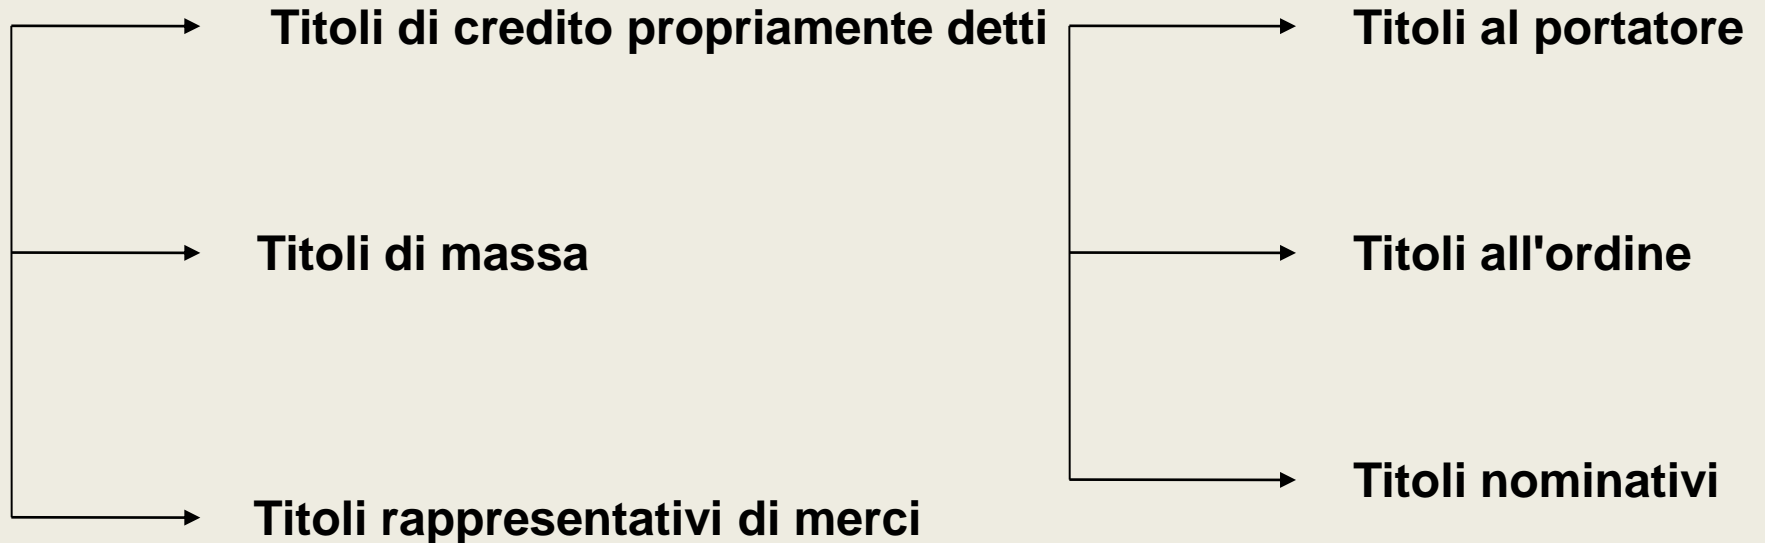 Titoli di credito propriamente detti
Titoli al portatore
Titoli di massa
Titoli all'ordine
Titoli nominativi
Titoli rappresentativi di merci